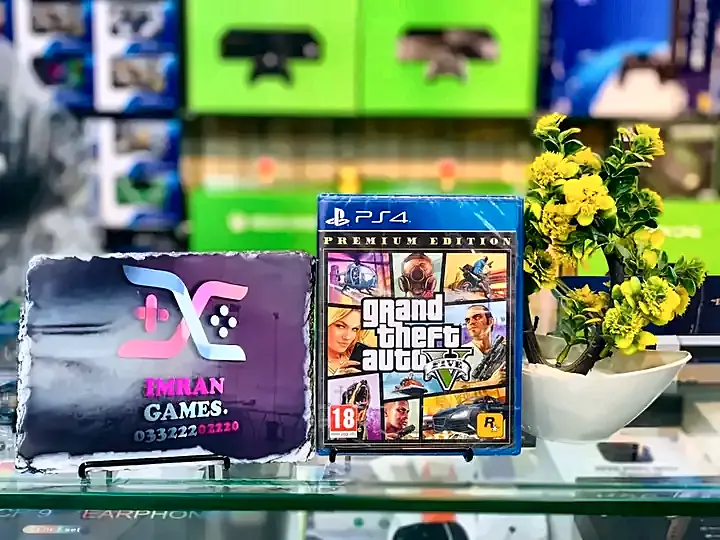 IMRAN
GAMES.
03322202220
PS4
PREMIUM EDITION
grand
theft
auto
V
FIVE
18
R
EARPHON